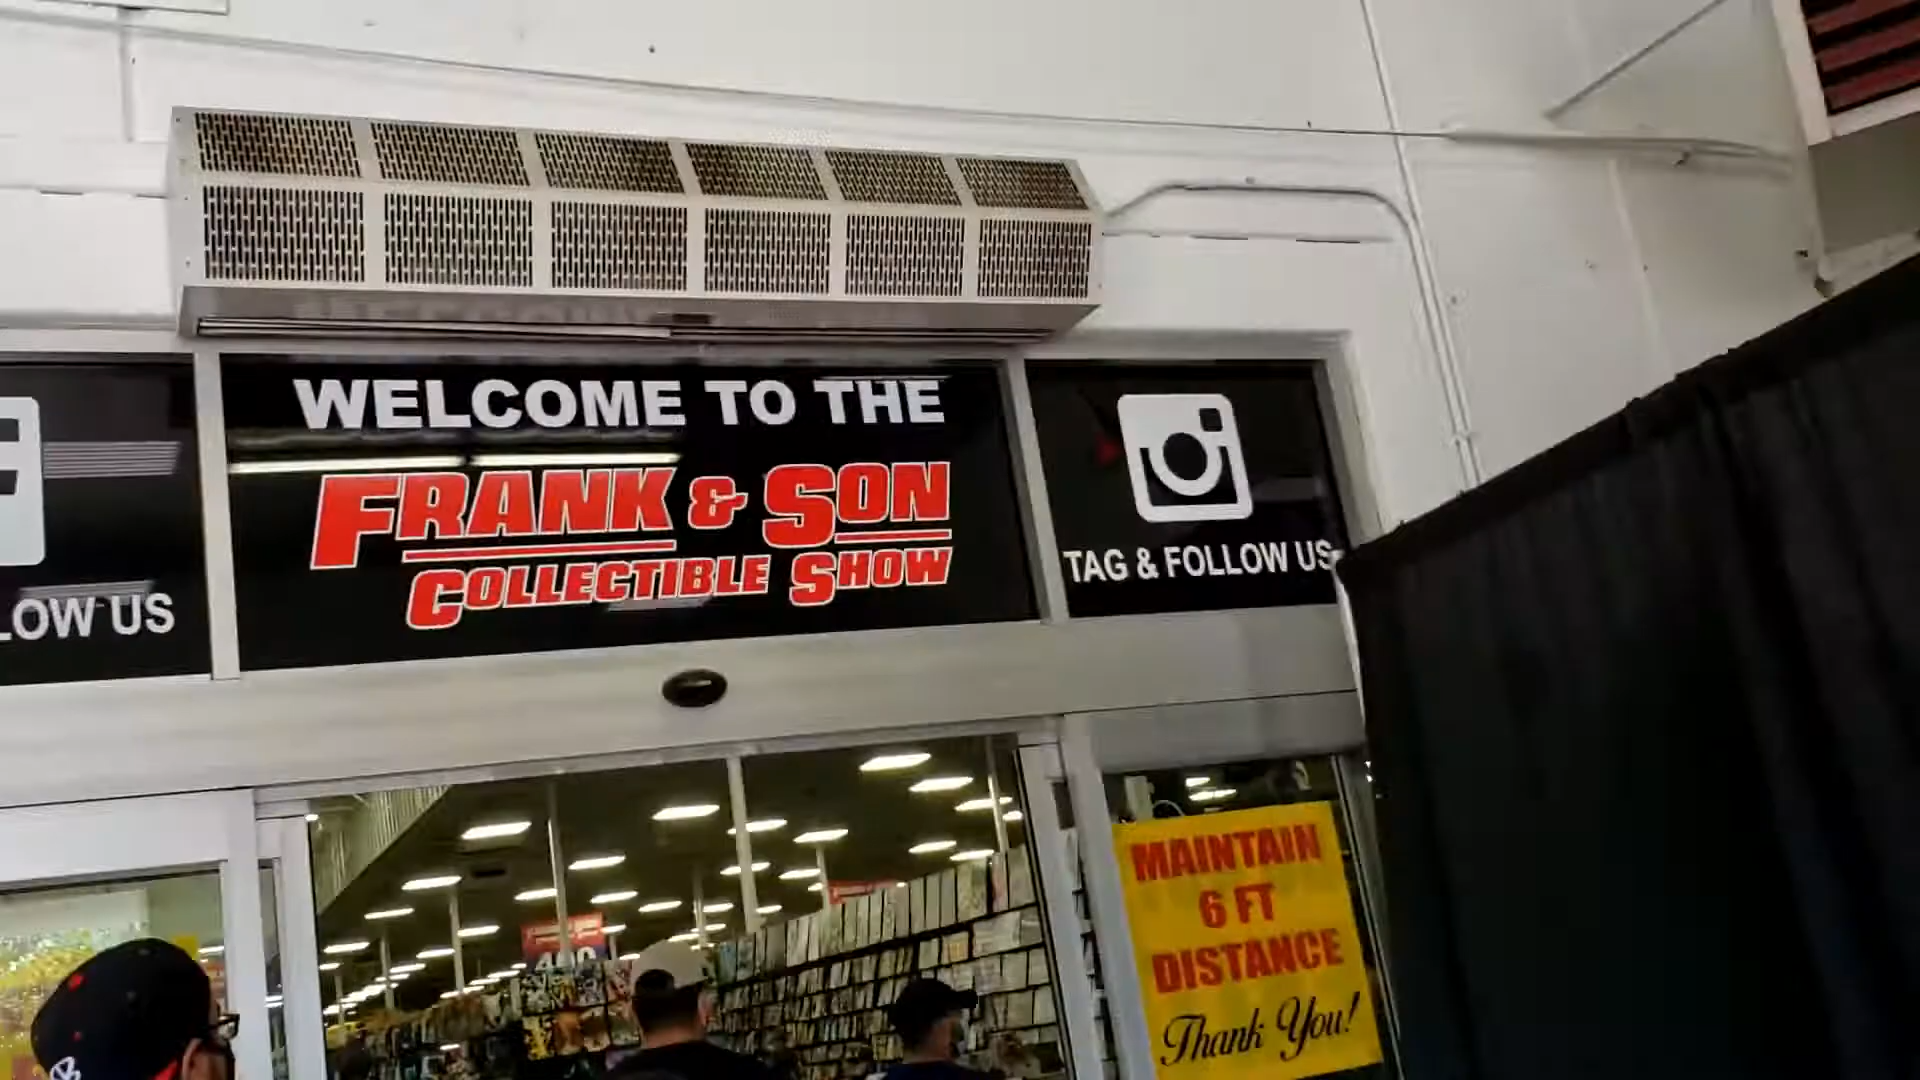 WELCOME TO THE
FRANK & SON
COLLECTIBLE SHOW
LOW US
TAG & FOLLOW US
MAINTAIN
6 FT
DISTANCE
Thank You!